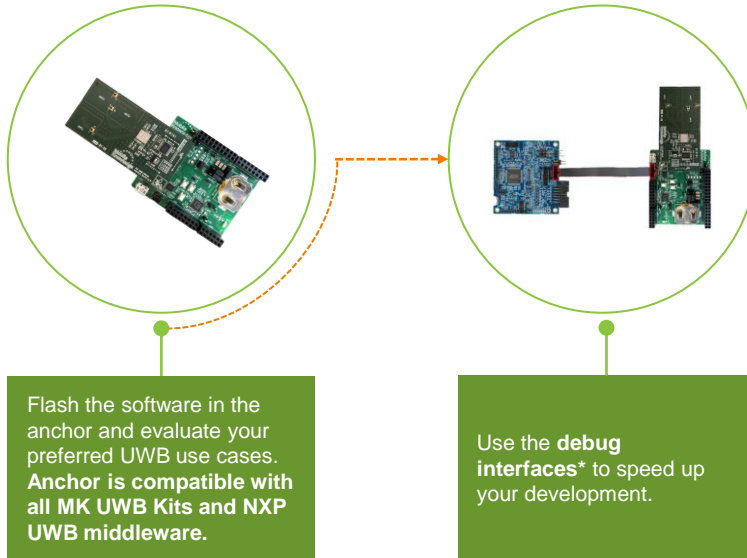 Flash the software in the
anchor and evaluate your
preferred UWB use cases.
Anchor is compatible with
all MK UWB Kits and NXP
UWB middleware.
Use the debug
interfaces* to speed up
your development.